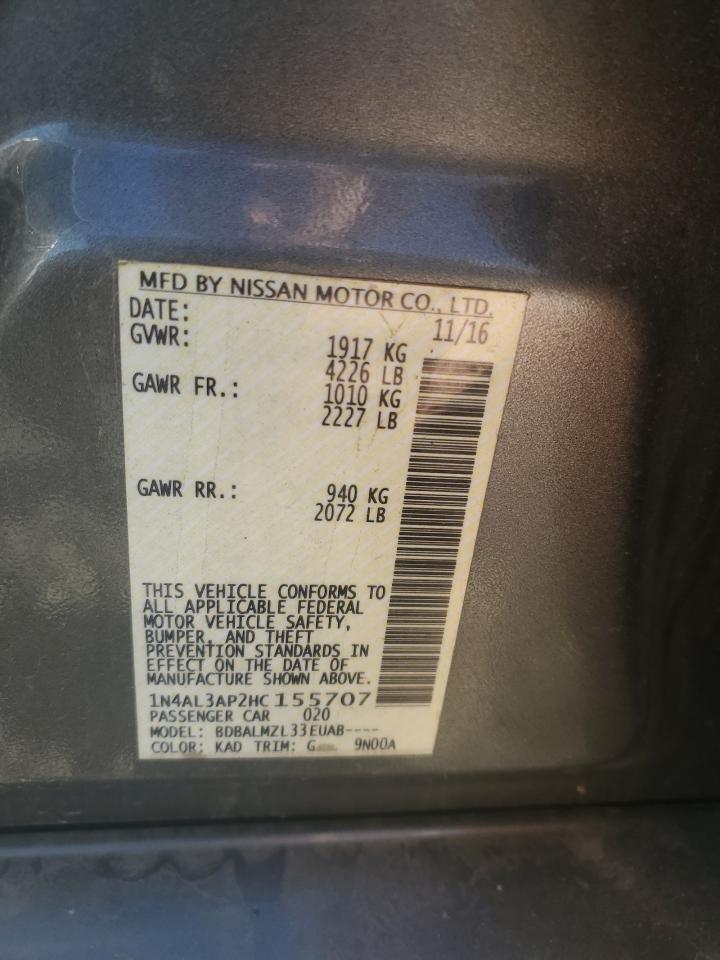 MFD BY NISSAN MOTOR CO., LTD.
DATE: 11/16
GVWR: 1917 KG
4226 LB
GAWR FR.: 1010 KG
2227 LB
GAWR RR.: 940 KG
2072 LB
THIS VEHICLE CONFORMS TO
ALL APPLICABLE FEDERAL
MOTOR VEHICLE SAFETY,
BUMPER, AND THEFT
PREVENTION STANDARDS IN
EFFECT ON THE DATE OF
MANUFACTURE SHOWN ABOVE.
1N4AL3AP2HC155707
PASSENGER CAR 020
MODEL: BDBALMZL33EUAB----
COLOR: KAD TRIM: G 9N00A